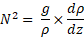 N² = g/ρ × dρ/dz